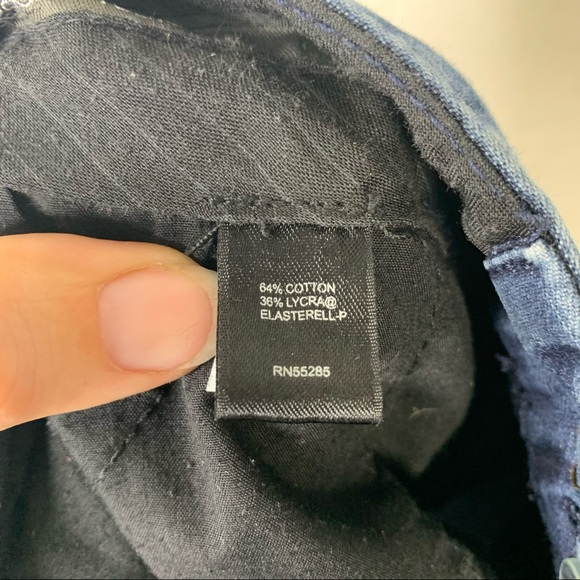 64% COTTON
36% LYCRA@
ELASTERELL-P
RN55285